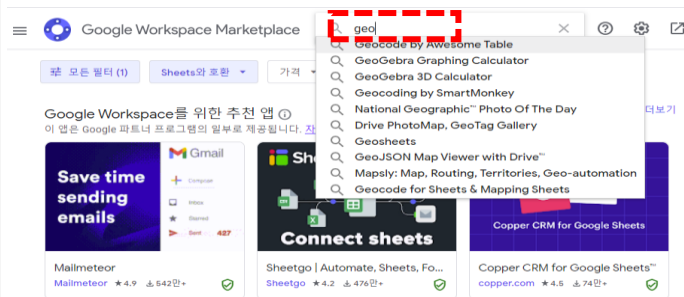 Google Workspace Marketplace
geo
모든 필터 (1)
Sheets와 호환
가격
Geocode by Awesome Table
GeoGebra Graphing Calculator
GeoGebra 3D Calculator
Geocoding by SmartMonkey
National Geographic™ Photo Of The Day
Drive PhotoMap, GeoTag Gallery
Geosheets
GeoJSON Map Viewer with Drive™
Mapsly: Map, Routing, Territories, Geo-automation
Geocode for Sheets & Mapping Sheets
Google Workspace를 위한 추천 앱
더보기
이 앱은 Google 파트너 프로그램의 일부로 제공됩니다.
Save time
sending
emails
Gmail
Compose
Inbox
Starred
Sent 427
Mailmeteor
Mailmeteor ★4.9 542만+
Connect sheets
Sheetgo | Automate, Sheets, Fo...
Sheetgo ★4.2 476만+
Copper CRM for Google Sheets
Copper CRM for Google Sheets™
copper.com ★4.5 74만+